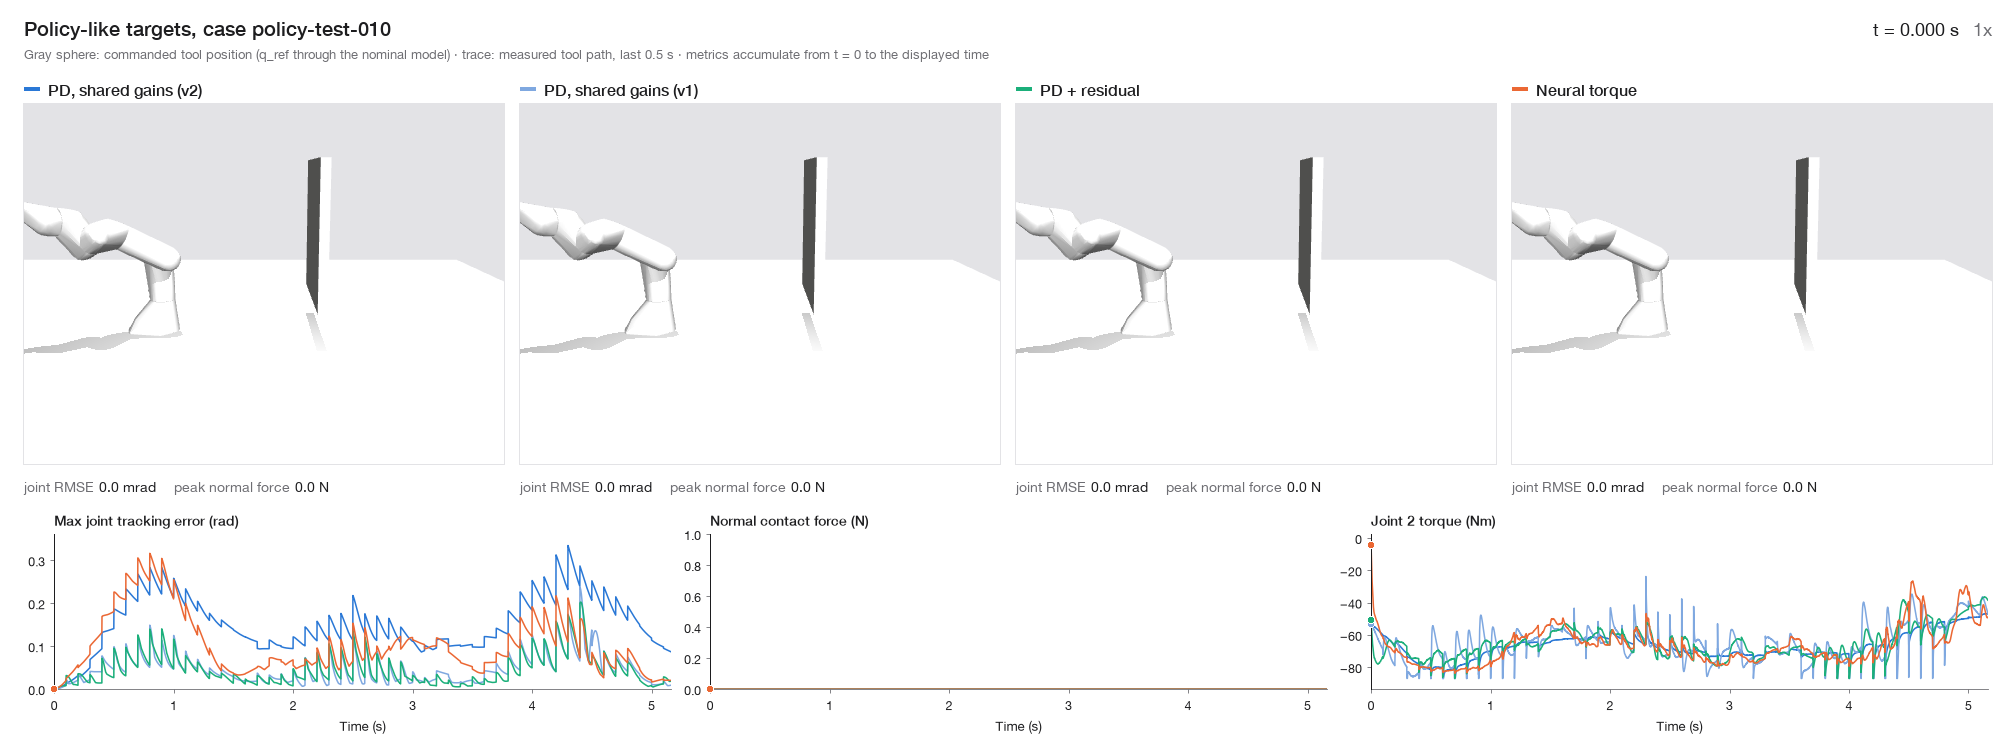 Policy-like targets, case policy-test-010
t = 0.000 s 1x
Gray sphere: commanded tool position (q_ref through the nominal model) · trace: measured tool path, last 0.5 s · metrics accumulate from t = 0 to the displayed time
PD, shared gains (v2)
PD, shared gains (v1)
PD + residual
Neural torque
joint RMSE 0.0 mrad peak normal force 0.0 N
joint RMSE 0.0 mrad peak normal force 0.0 N
joint RMSE 0.0 mrad peak normal force 0.0 N
joint RMSE 0.0 mrad peak normal force 0.0 N
Max joint tracking error (rad)
0.3
0.2
0.1
0.0
0 1 2 3 4 5
Time (s)
Normal contact force (N)
1.0
0.8
0.6
0.4
0.2
0.0
0 1 2 3 4 5
Time (s)
Joint 2 torque (Nm)
0
−20
−40
−60
−80
0 1 2 3 4 5
Time (s)